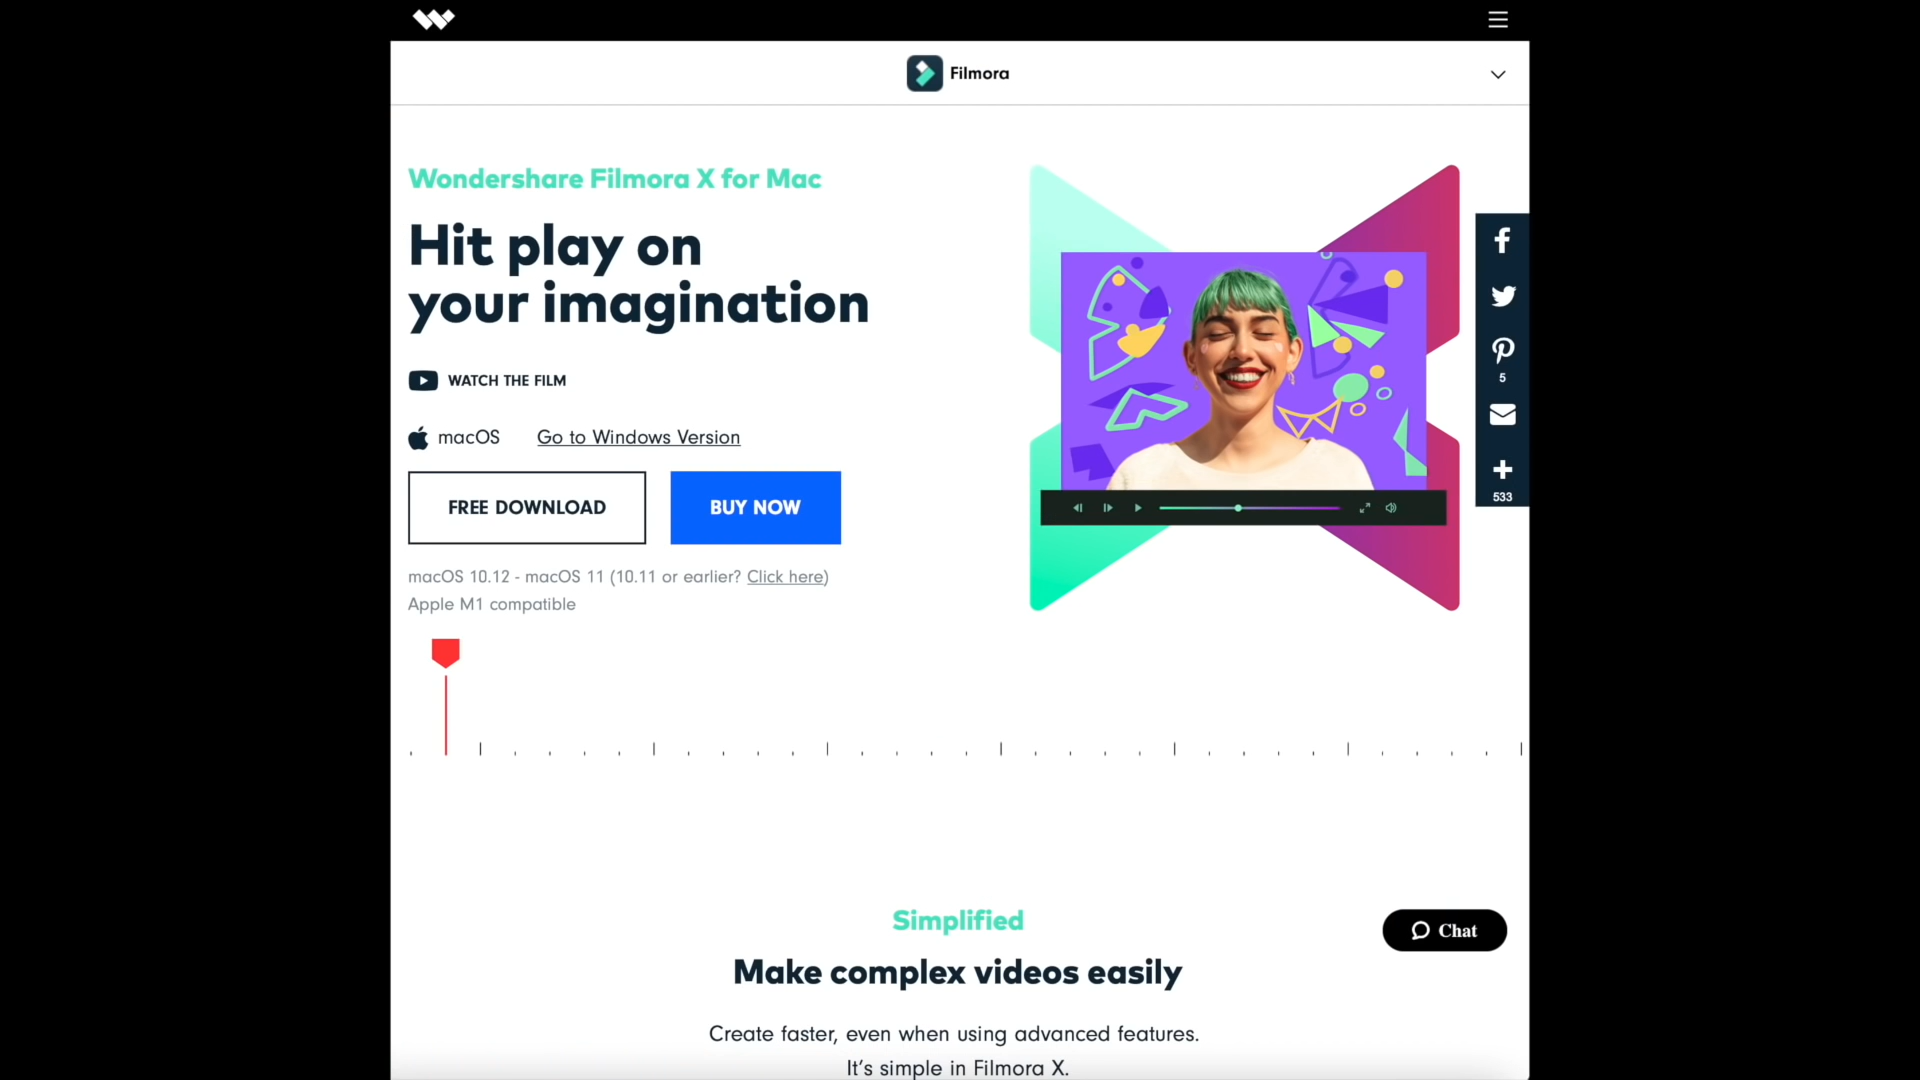 Filmora
Wondershare Filmora X for Mac
Hit play on
your imagination
WATCH THE FILM
macOS Go to Windows Version
FREE DOWNLOAD BUY NOW
macOS 10.12 - macOS 11 (10.11 or earlier? Click here)
Apple M1 compatible
5
533
Simplified
Make complex videos easily
Create faster, even when using advanced features.
It's simple in Filmora X.
Chat